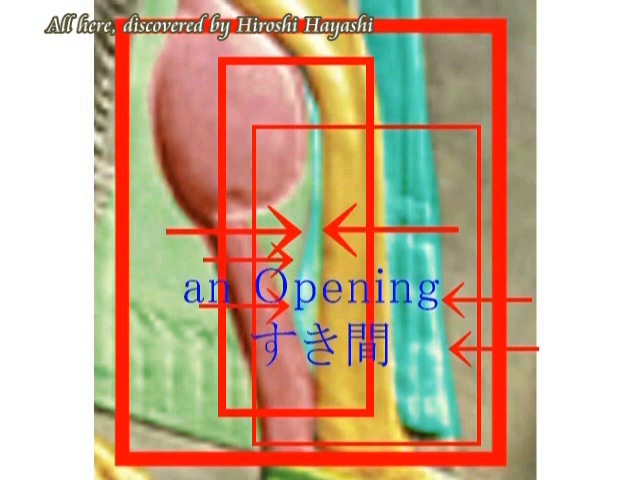 All here, discovered by Hiroshi Hayashi
an Opening
すき間